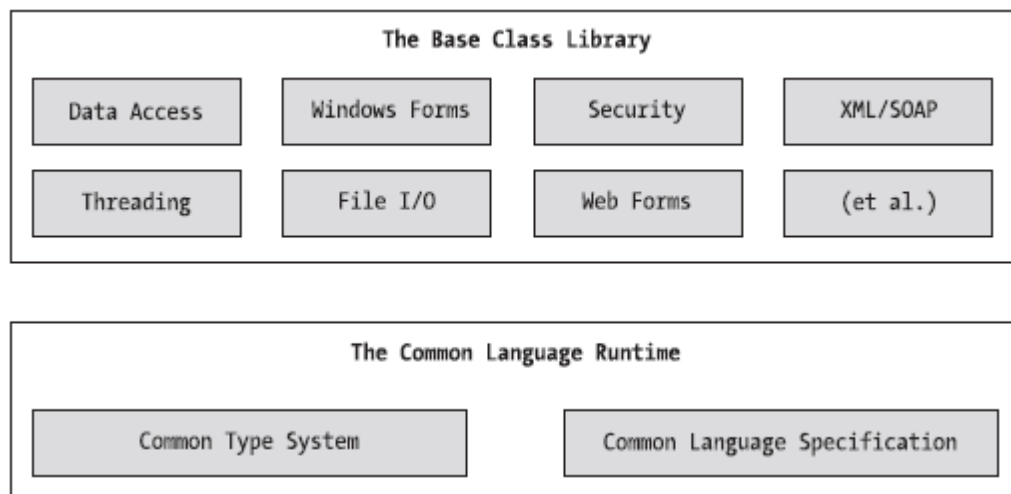 The Base Class Library
Data Access
Windows Forms
Security
XML/SOAP
Threading
File I/O
Web Forms
(et al.)
The Common Language Runtime
Common Type System
Common Language Specification